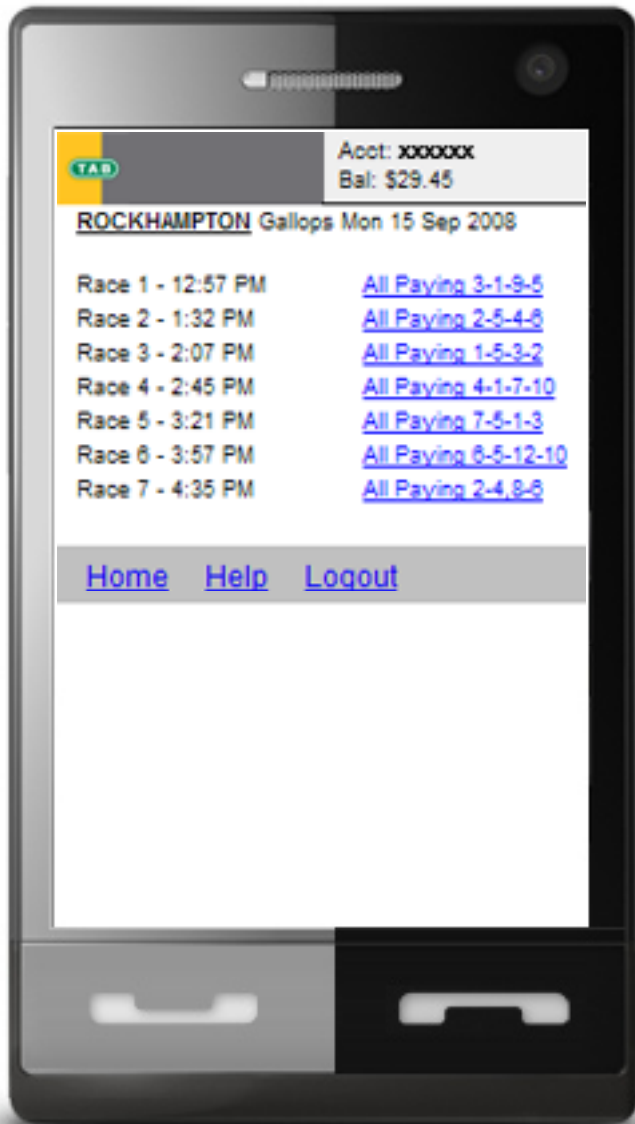 TAB
Acct: xxxxxx
Bal: $29.45
ROCKHAMPTON Gallops Mon 15 Sep 2008
Race 1 - 12:57 PM All Paying 3-1-9-5
Race 2 - 1:32 PM All Paying 2-5-4-6
Race 3 - 2:07 PM All Paying 1-5-3-2
Race 4 - 2:45 PM All Paying 4-1-7-10
Race 5 - 3:21 PM All Paying 7-5-1-3
Race 6 - 3:57 PM All Paying 6-5-12-10
Race 7 - 4:35 PM All Paying 2-4,8-6
Home Help Logout